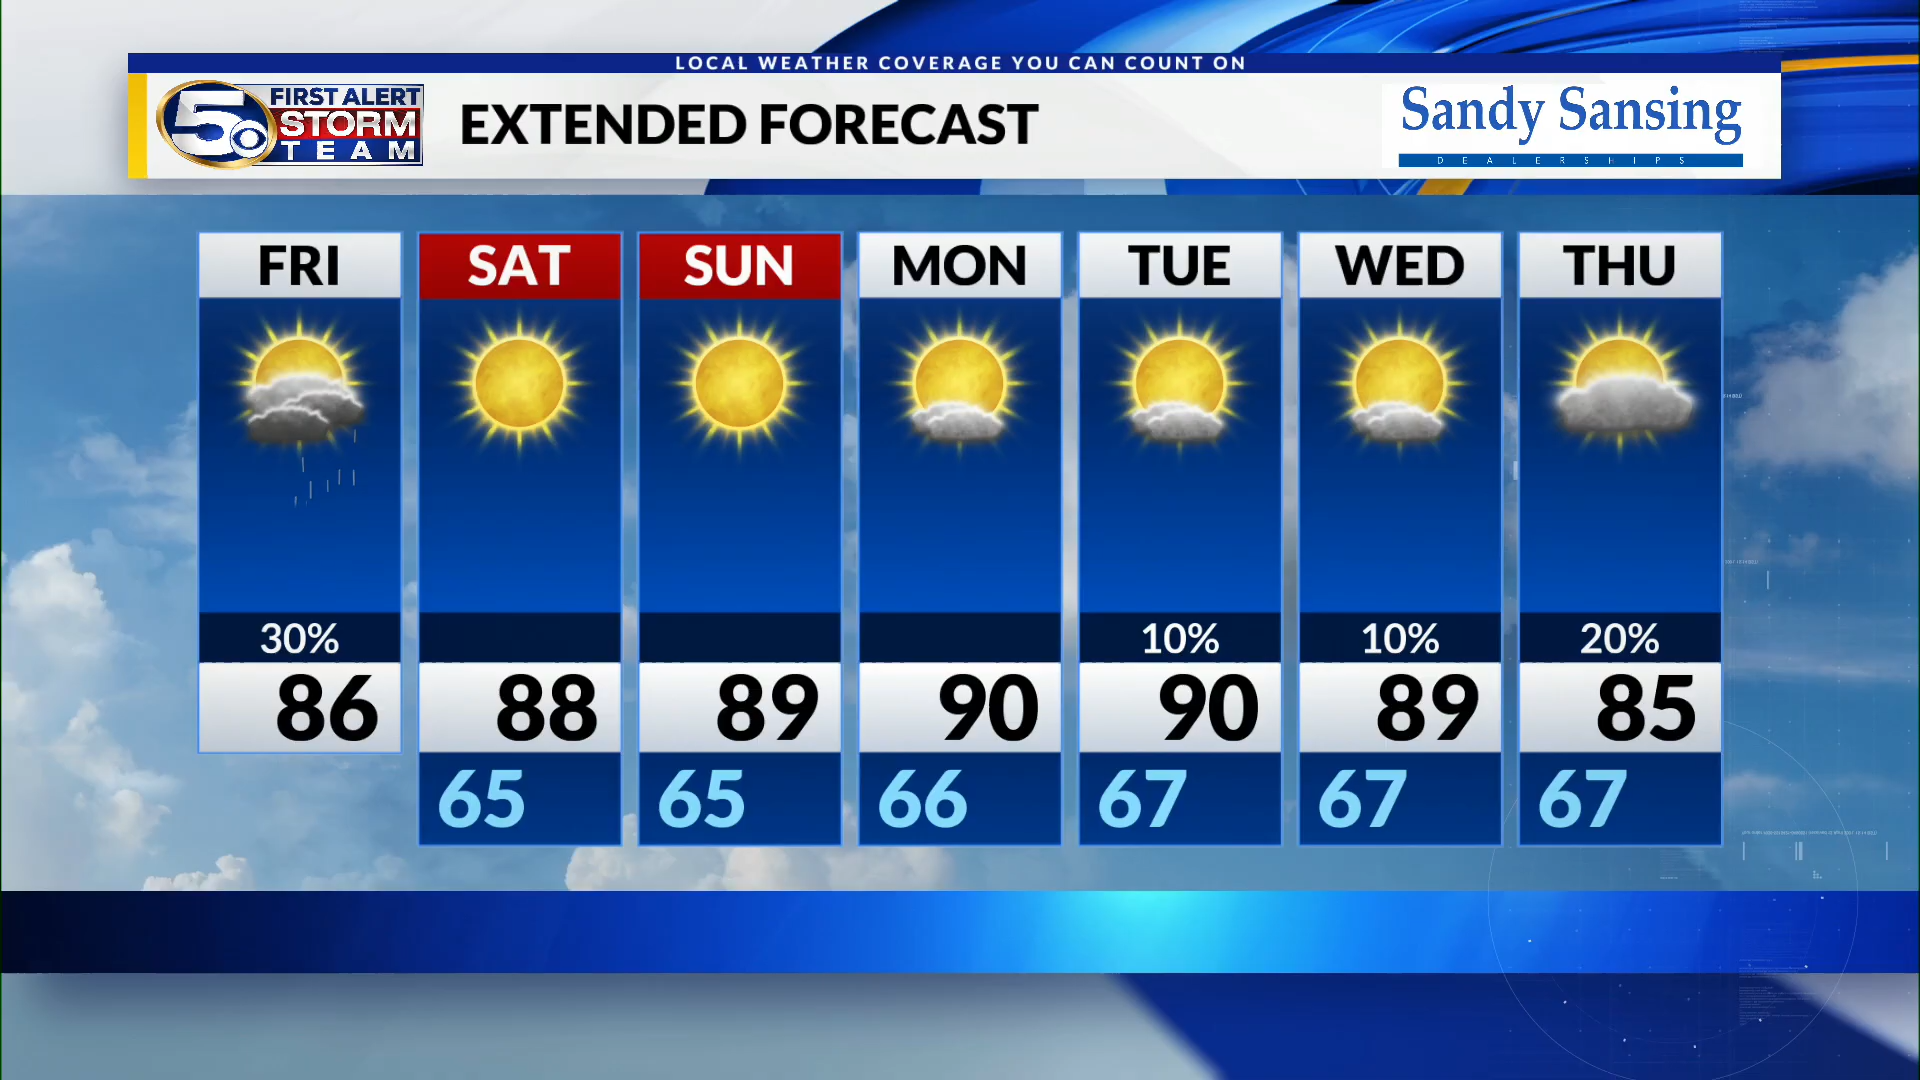 LOCAL WEATHER COVERAGE YOU CAN COUNT ON
5 FIRST ALERT
STORM
TEAM
EXTENDED FORECAST
Sandy Sansing
DEALERSHIPS
FRI SAT SUN MON TUE WED THU
30% 10% 10% 20%
86 88 89 90 90 89 85
65 65 66 67 67 67